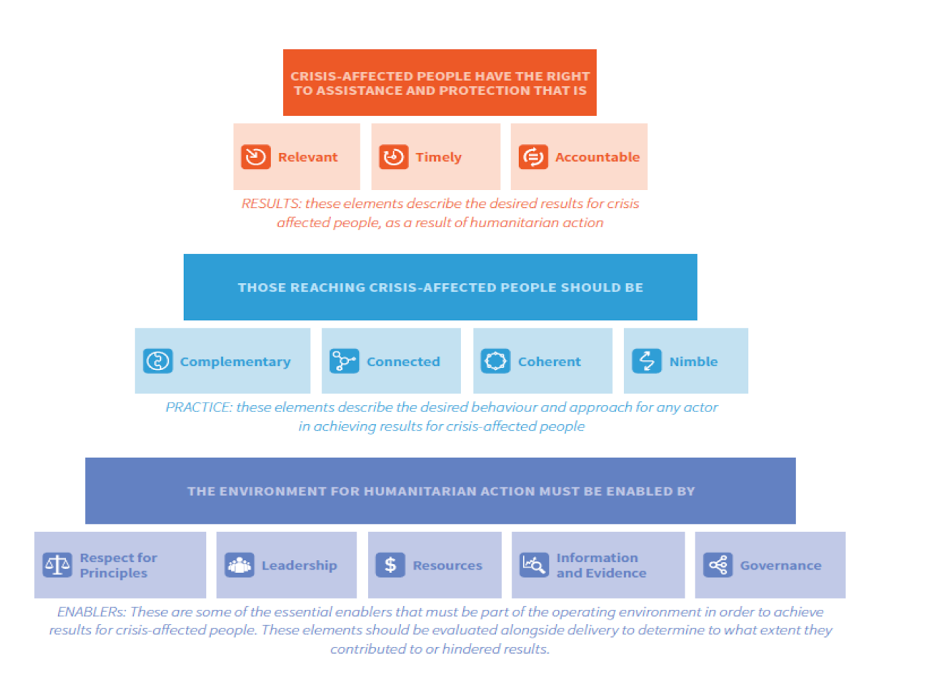 CRISIS-AFFECTED PEOPLE HAVE THE RIGHT
TO ASSISTANCE AND PROTECTION THAT IS
Relevant
Timely
Accountable
RESULTS: these elements describe the desired results for crisis
affected people, as a result of humanitarian action
THOSE REACHING CRISIS-AFFECTED PEOPLE SHOULD BE
Complementary
Connected
Coherent
Nimble
PRACTICE: these elements describe the desired behaviour and approach for any actor
in achieving results for crisis-affected people
THE ENVIRONMENT FOR HUMANITARIAN ACTION MUST BE ENABLED BY
Respect for
Principles
Leadership
$
Resources
Information
and Evidence
Governance
ENABLERs: These are some of the essential enablers that must be part of the operating environment in order to achieve
results for crisis-affected people. These elements should be evaluated alongside delivery to determine to what extent they
contributed to or hindered results.